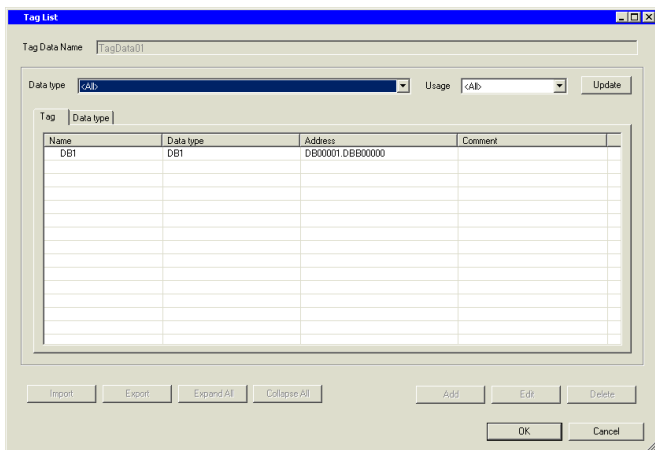 Tag List
Tag Data Name TagData01
Data type <All> Usage <All> Update
Tag Data type
Name Data type Address Comment
DB1 DB1 DB00001.DBB00000
Import Export Expand All Collapse All Add Edit Delete
OK Cancel